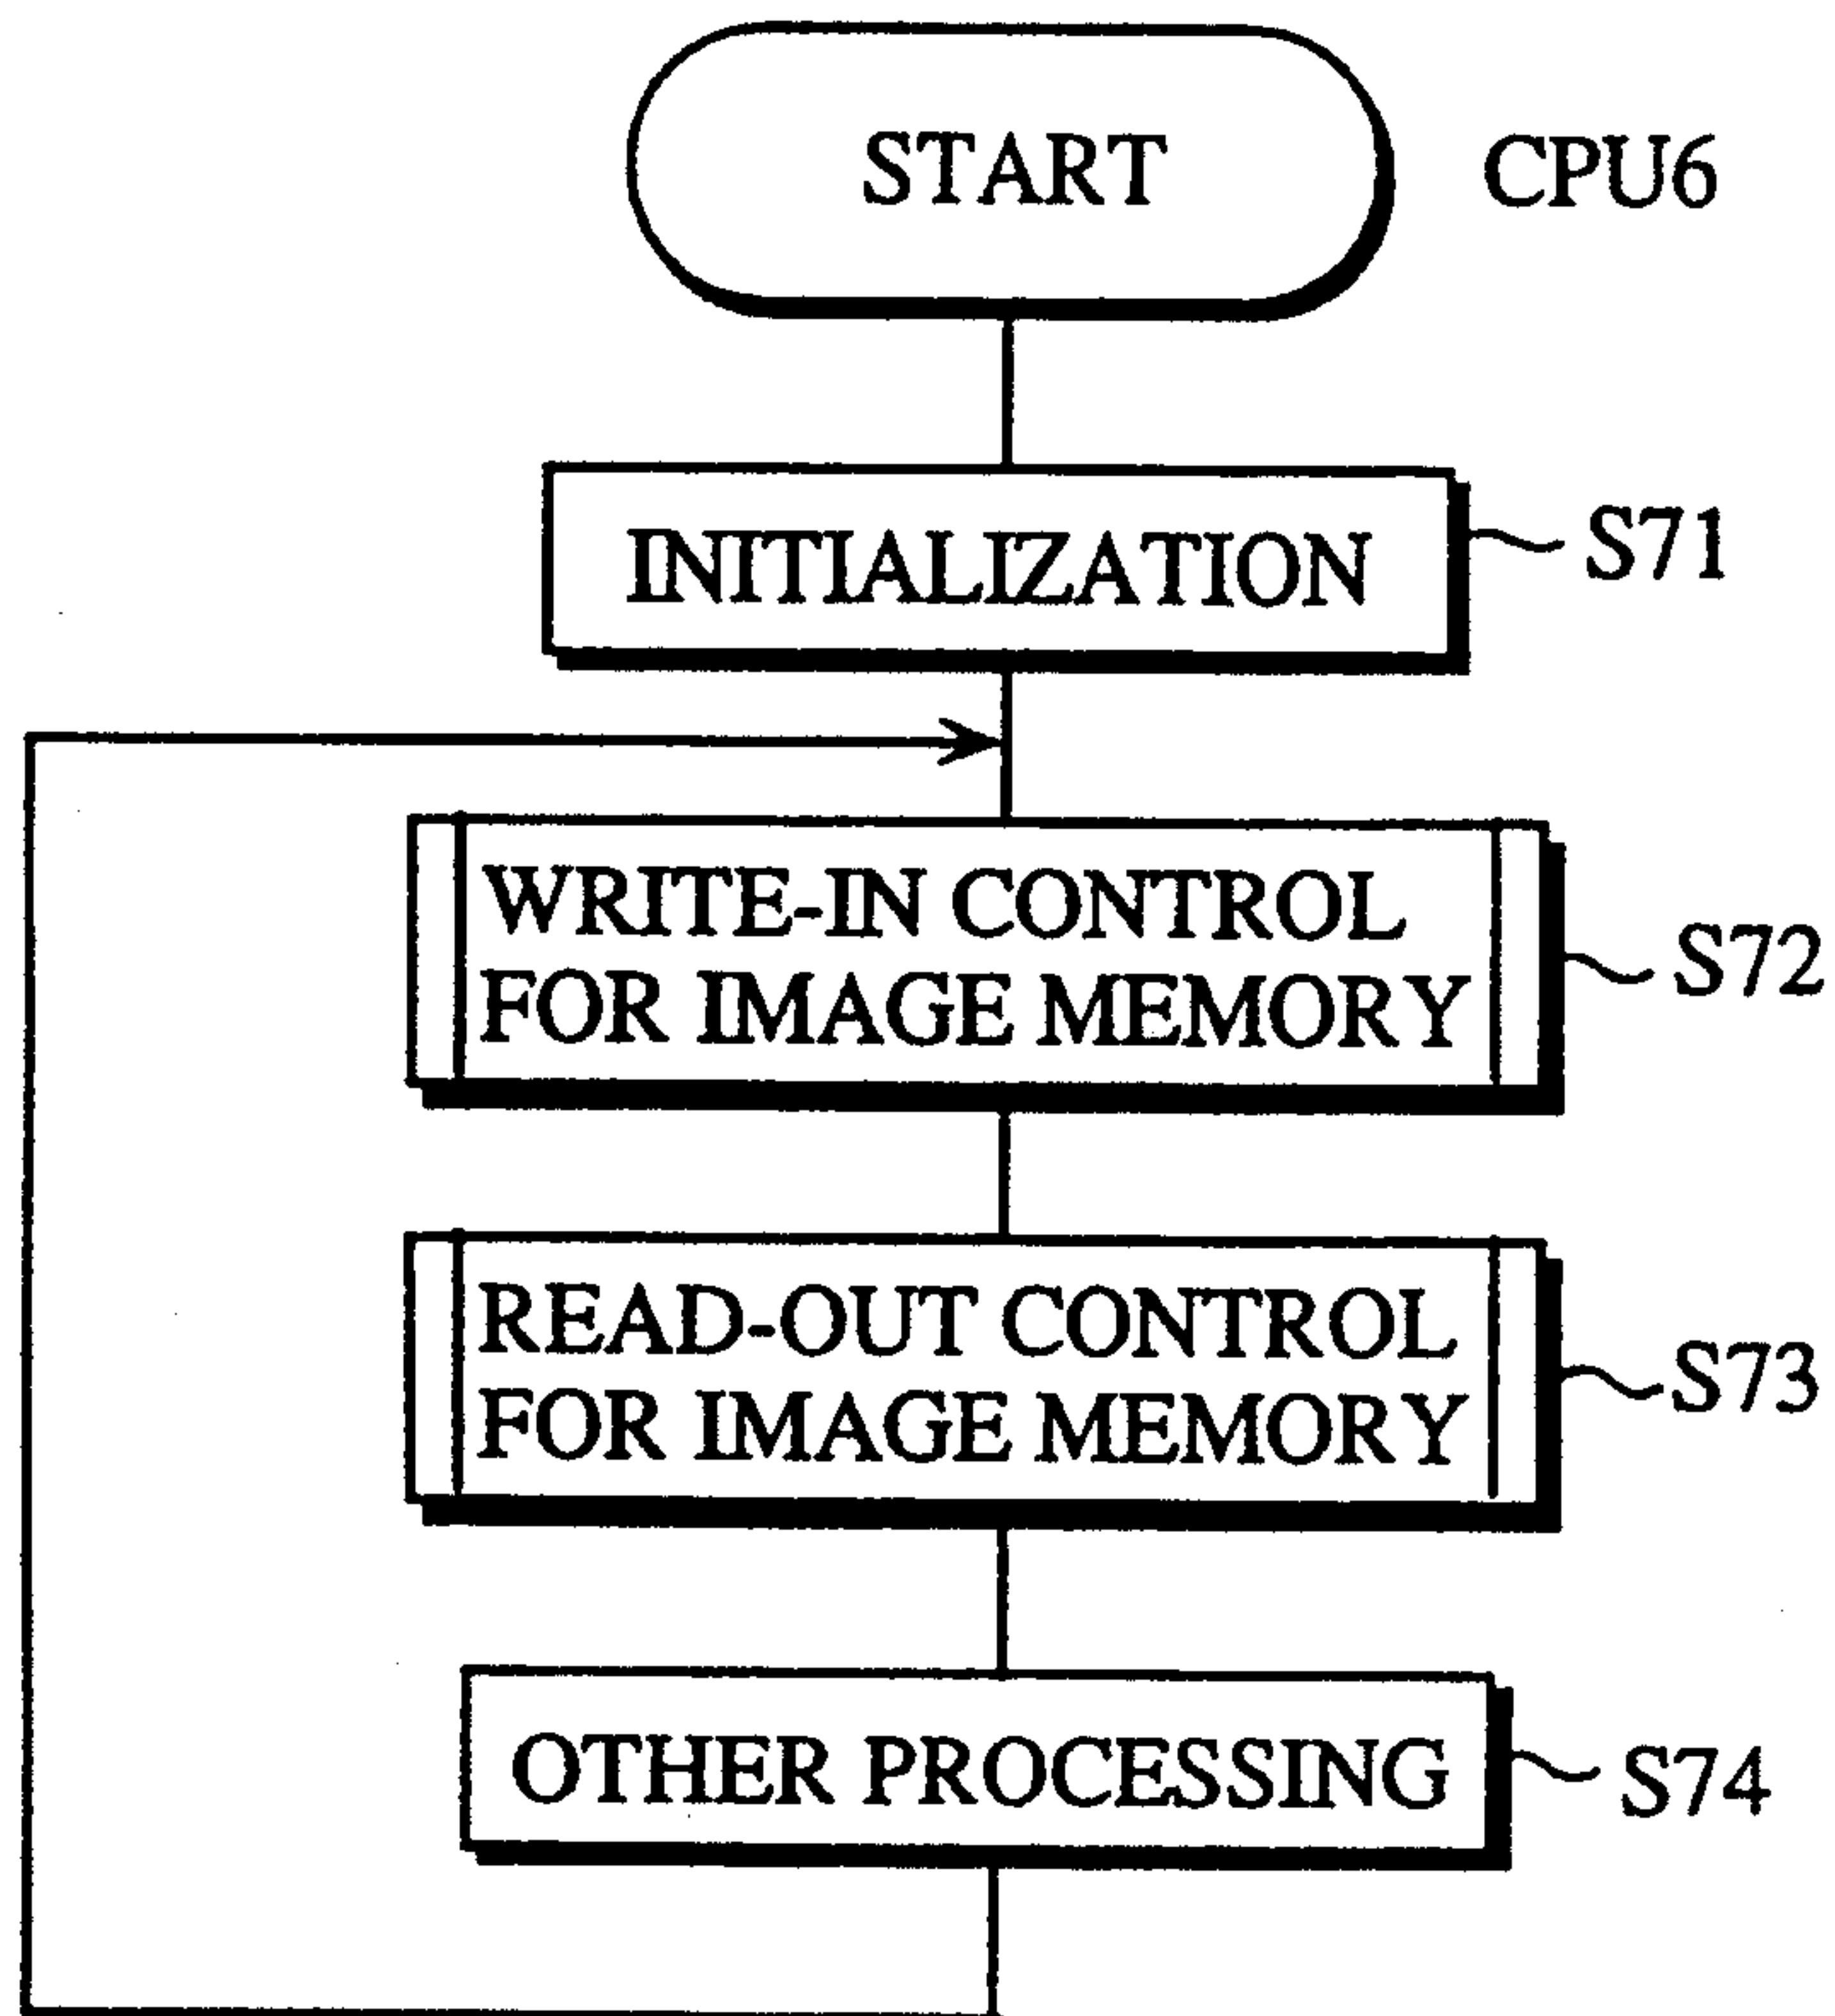 START
CPU6
INITIALIZATION
S71
WRITE-IN CONTROL
FOR IMAGE MEMORY
S72
READ-OUT CONTROL
FOR IMAGE MEMORY
S73
OTHER PROCESSING
S74